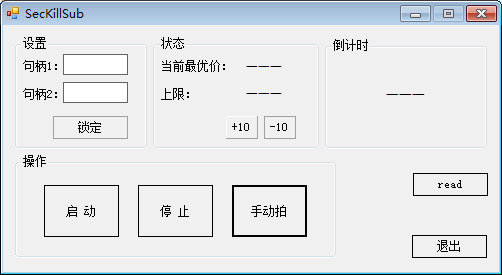 SecKillSub
设置
句柄1:
句柄2:
锁定
状态
当前最优价: ———
上限: ———
+10 -10
倒计时
———
操作
启 动 停 止 手动拍
read
退出